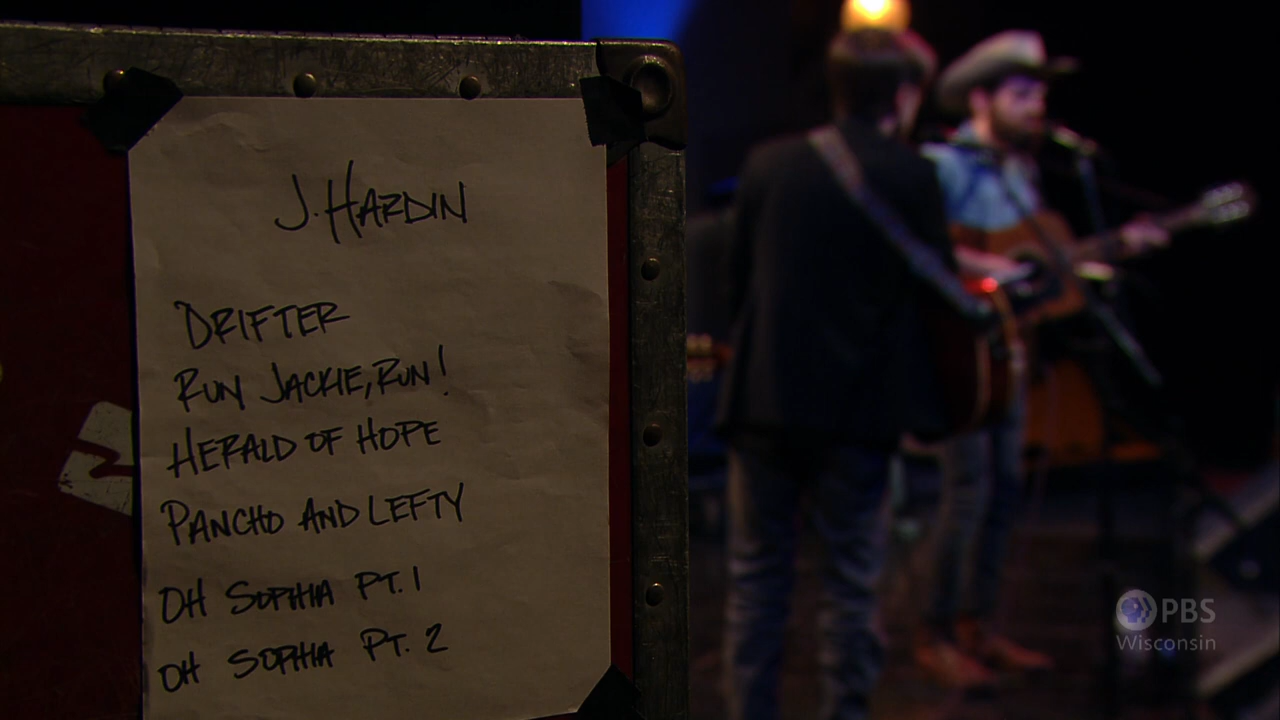 J. HARDIN
DRIFTER
RUN JACKIE, RUN!
HERALD OF HOPE
PANCHO AND LEFTY
OH SOPHIA PT. 1
OH SOPHIA PT. 2
PBS
Wisconsin